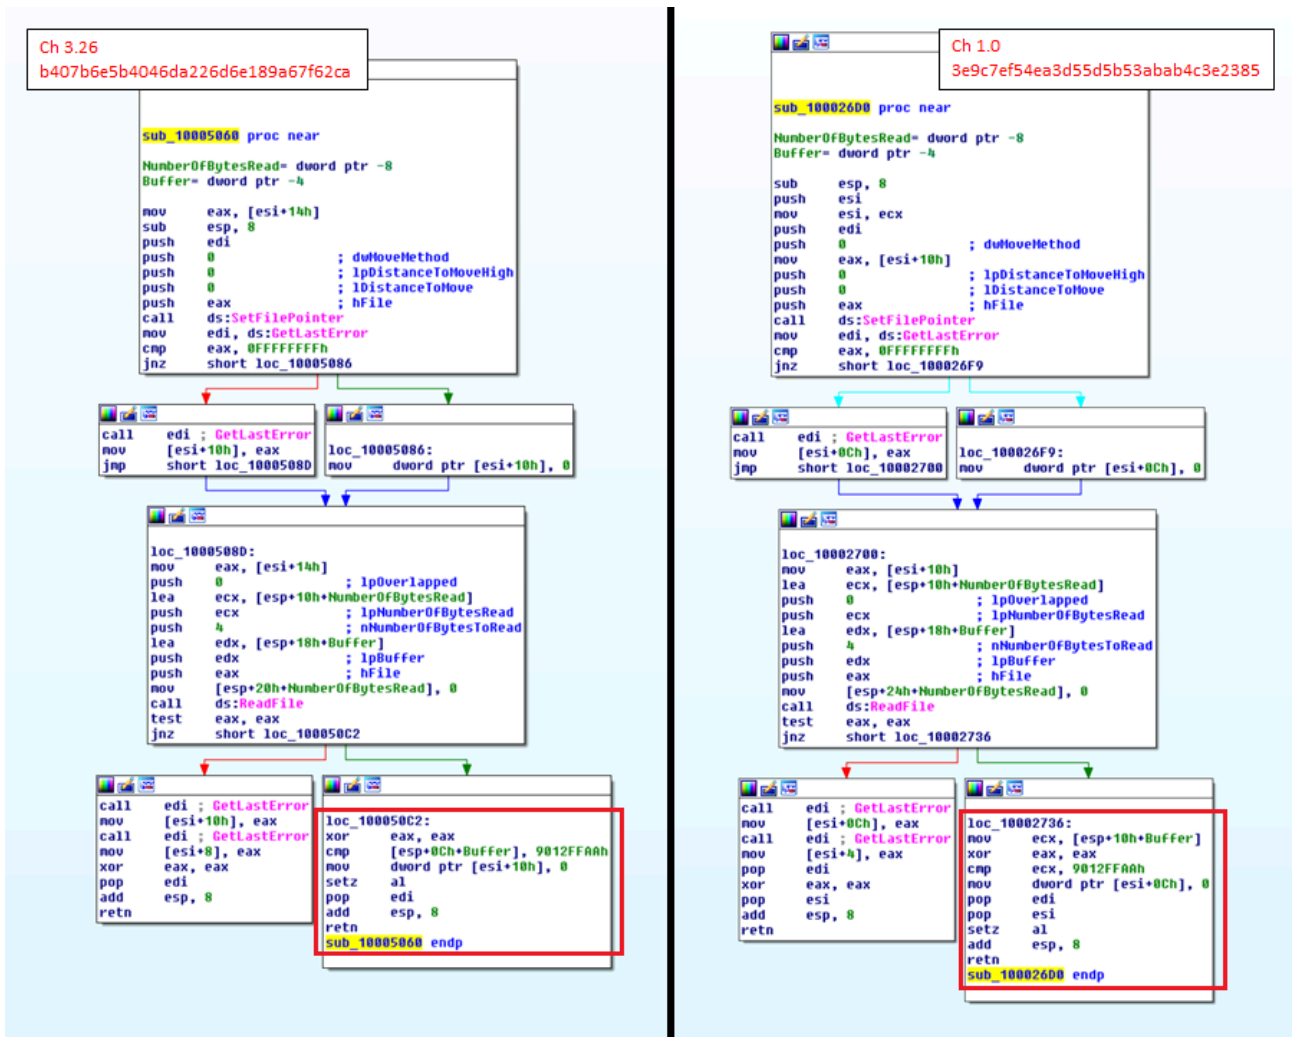 Ch 3.26
b407b6e5b4046da226d6e189a67f62ca
sub_10005060 proc near
NumberOfBytesRead= dword ptr -8
Buffer= dword ptr -4
mov eax, [esi+14h]
sub esp, 8
push edi
push 0 ; dwMoveMethod
push 0 ; lpDistanceToMoveHigh
push 0 ; lDistanceToMove
push eax ; hFile
call ds:SetFilePointer
mov edi, ds:GetLastError
cmp eax, 0FFFFFFFFh
jnz short loc_10005086
call edi ; GetLastError
mov [esi+10h], eax
jmp short loc_1000508D
loc_10005086:
mov dword ptr [esi+10h], 0
loc_1000508D:
mov eax, [esi+14h]
push 0 ; lpOverlapped
lea ecx, [esp+10h+NumberOfBytesRead]
push ecx ; lpNumberOfBytesRead
push 4 ; nNumberOfBytesToRead
lea edx, [esp+18h+Buffer]
push edx ; lpBuffer
push eax ; hFile
mov [esp+20h+NumberOfBytesRead], 0
call ds:ReadFile
test eax, eax
jnz short loc_100050C2
call edi ; GetLastError
mov [esi+10h], eax
call edi ; GetLastError
mov [esi+8], eax
xor eax, eax
pop edi
add esp, 8
retn
loc_100050C2:
xor eax, eax
cmp [esp+0Ch+Buffer], 9012FFAAh
mov dword ptr [esi+10h], 0
setz al
pop edi
add esp, 8
retn
sub_10005060 endp
Ch 1.0
3e9c7ef54ea3d55d5b53abab4c3e2385
sub_100026D0 proc near
NumberOfBytesRead= dword ptr -8
Buffer= dword ptr -4
sub esp, 8
push esi
mov esi, ecx
push edi
push 0 ; dwMoveMethod
mov eax, [esi+10h]
push 0 ; lpDistanceToMoveHigh
push 0 ; lDistanceToMove
push eax ; hFile
call ds:SetFilePointer
mov edi, ds:GetLastError
cmp eax, 0FFFFFFFFh
jnz short loc_100026F9
call edi ; GetLastError
mov [esi+0Ch], eax
jmp short loc_10002700
loc_100026F9:
mov dword ptr [esi+0Ch], 0
loc_10002700:
mov eax, [esi+10h]
lea ecx, [esp+10h+NumberOfBytesRead]
push 0 ; lpOverlapped
push ecx ; lpNumberOfBytesRead
lea edx, [esp+18h+Buffer]
push 4 ; nNumberOfBytesToRead
push edx ; lpBuffer
push eax ; hFile
mov [esp+24h+NumberOfBytesRead], 0
call ds:ReadFile
test eax, eax
jnz short loc_10002736
call edi ; GetLastError
mov [esi+0Ch], eax
call edi ; GetLastError
mov [esi+4], eax
pop edi
xor eax, eax
pop esi
add esp, 8
retn
loc_10002736:
mov ecx, [esp+10h+Buffer]
xor eax, eax
cmp ecx, 9012FFAAh
mov dword ptr [esi+0Ch], 0
pop edi
pop esi
setz al
add esp, 8
retn
sub_100026D0 endp